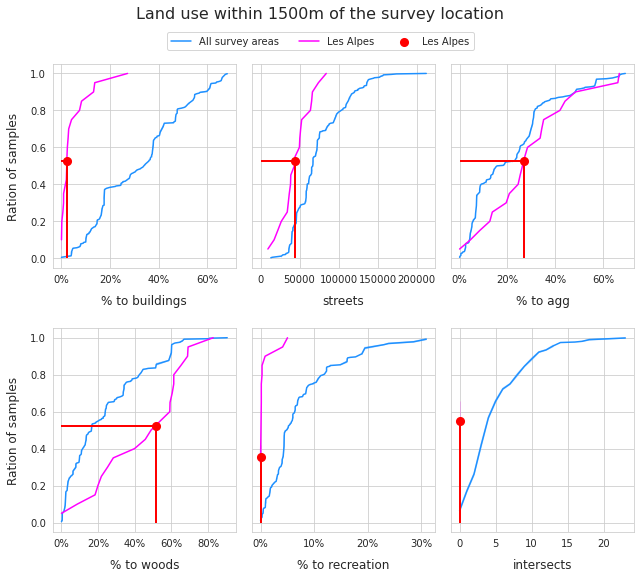 Land use within 1500m of the survey location
All survey areas Les Alpes Les Alpes
Ration of samples
1.0
0.8
0.6
0.4
0.2
0.0
0% 20% 40% 60%
% to buildings
0 50000 100000 150000 200000
streets
0% 20% 40% 60%
% to agg
Ration of samples
1.0
0.8
0.6
0.4
0.2
0.0
0% 20% 40% 60% 80%
% to woods
0% 10% 20% 30%
% to recreation
0 5 10 15 20
intersects